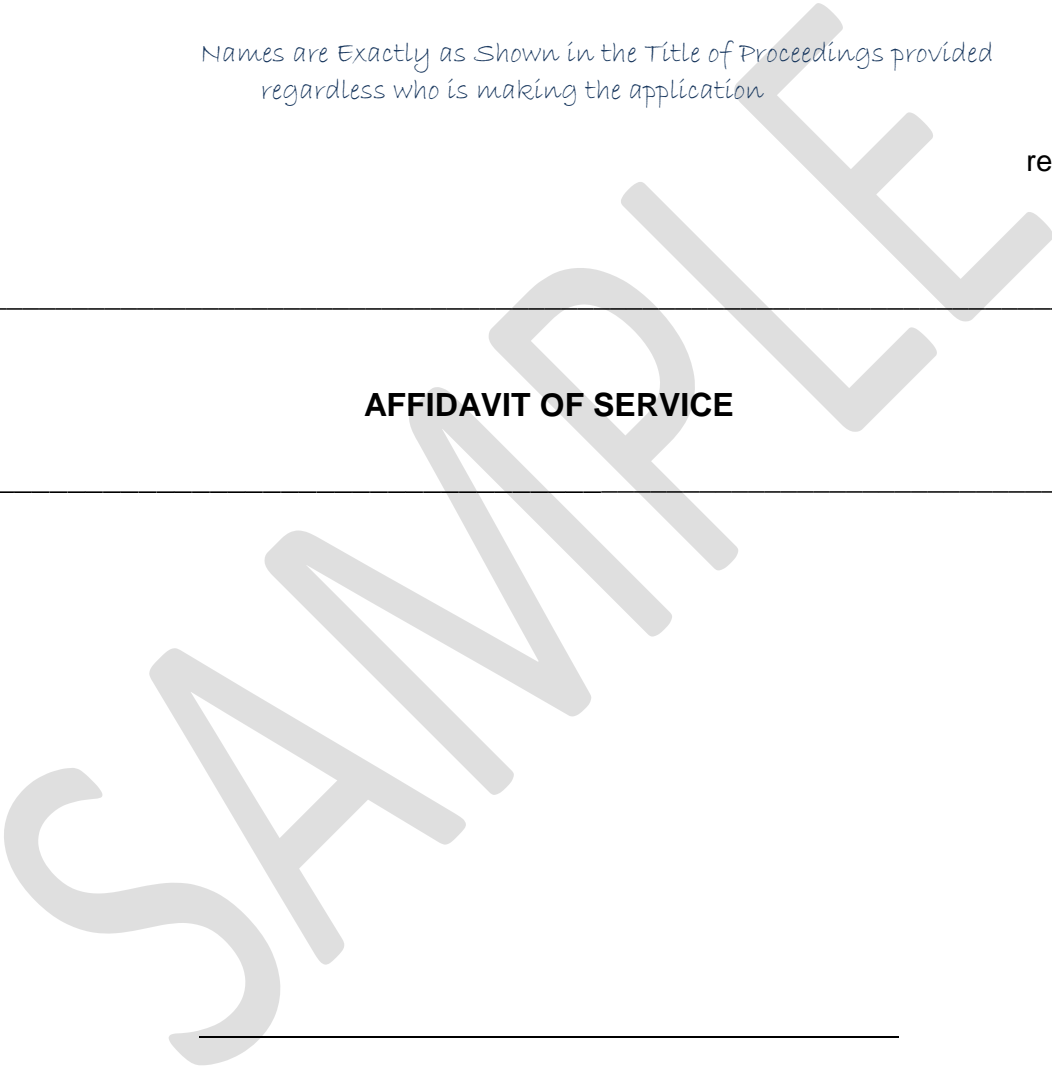 Names are Exactly as Shown in the Title of Proceedings provided
regardless who is making the application
re
AFFIDAVIT OF SERVICE
SAMPLE